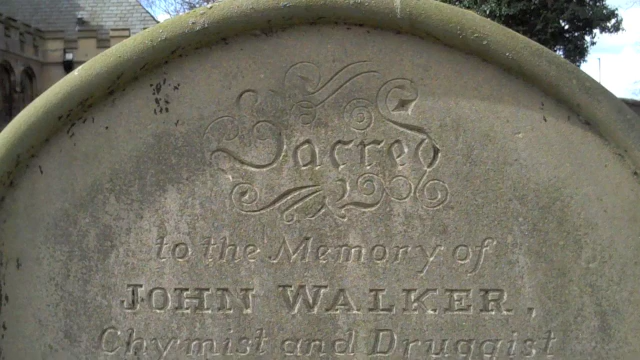 Sacred
to the Memory of
JOHN WALKER,
Chymist and Druggist